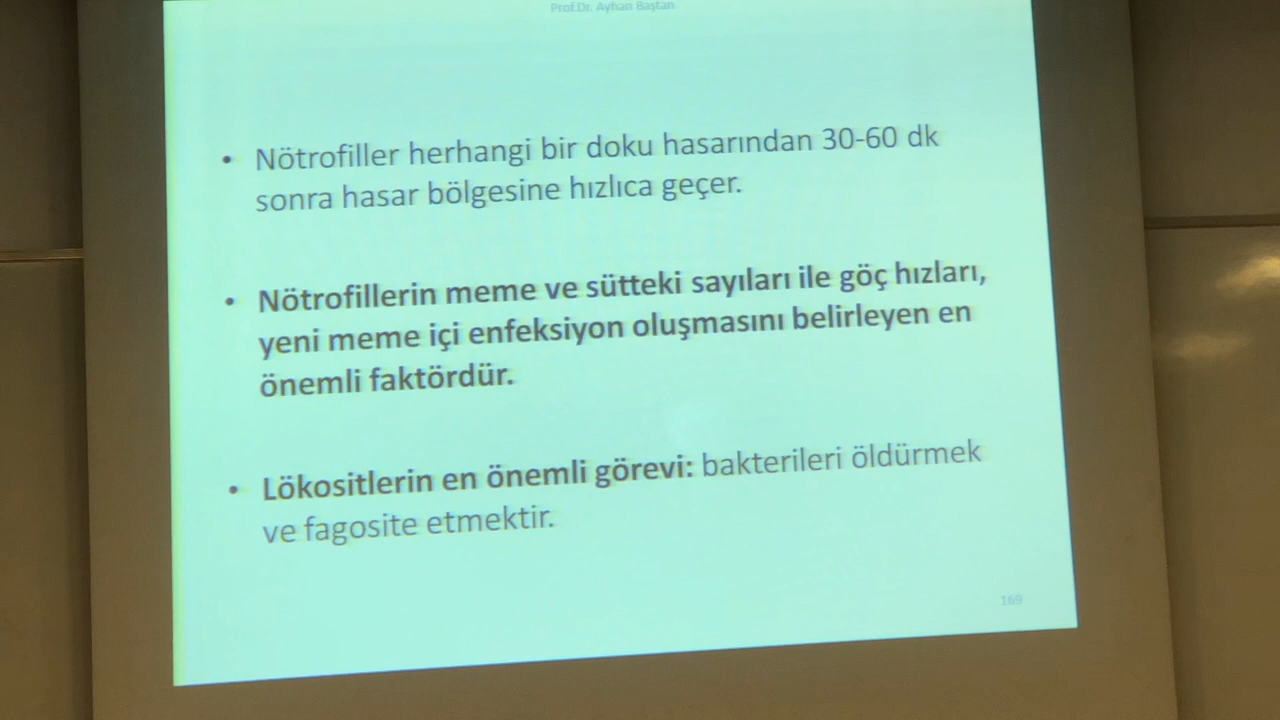 Prof.Dr. Ayhan Baştan
• Nötrofiller herhangi bir doku hasarından 30-60 dk
sonra hasar bölgesine hızlıca geçer.
• Nötrofillerin meme ve sütteki sayıları ile göç hızları,
yeni meme içi enfeksiyon oluşmasını belirleyen en
önemli faktördür.
• Lökositlerin en önemli görevi: bakterileri öldürmek
ve fagosite etmektir.
169